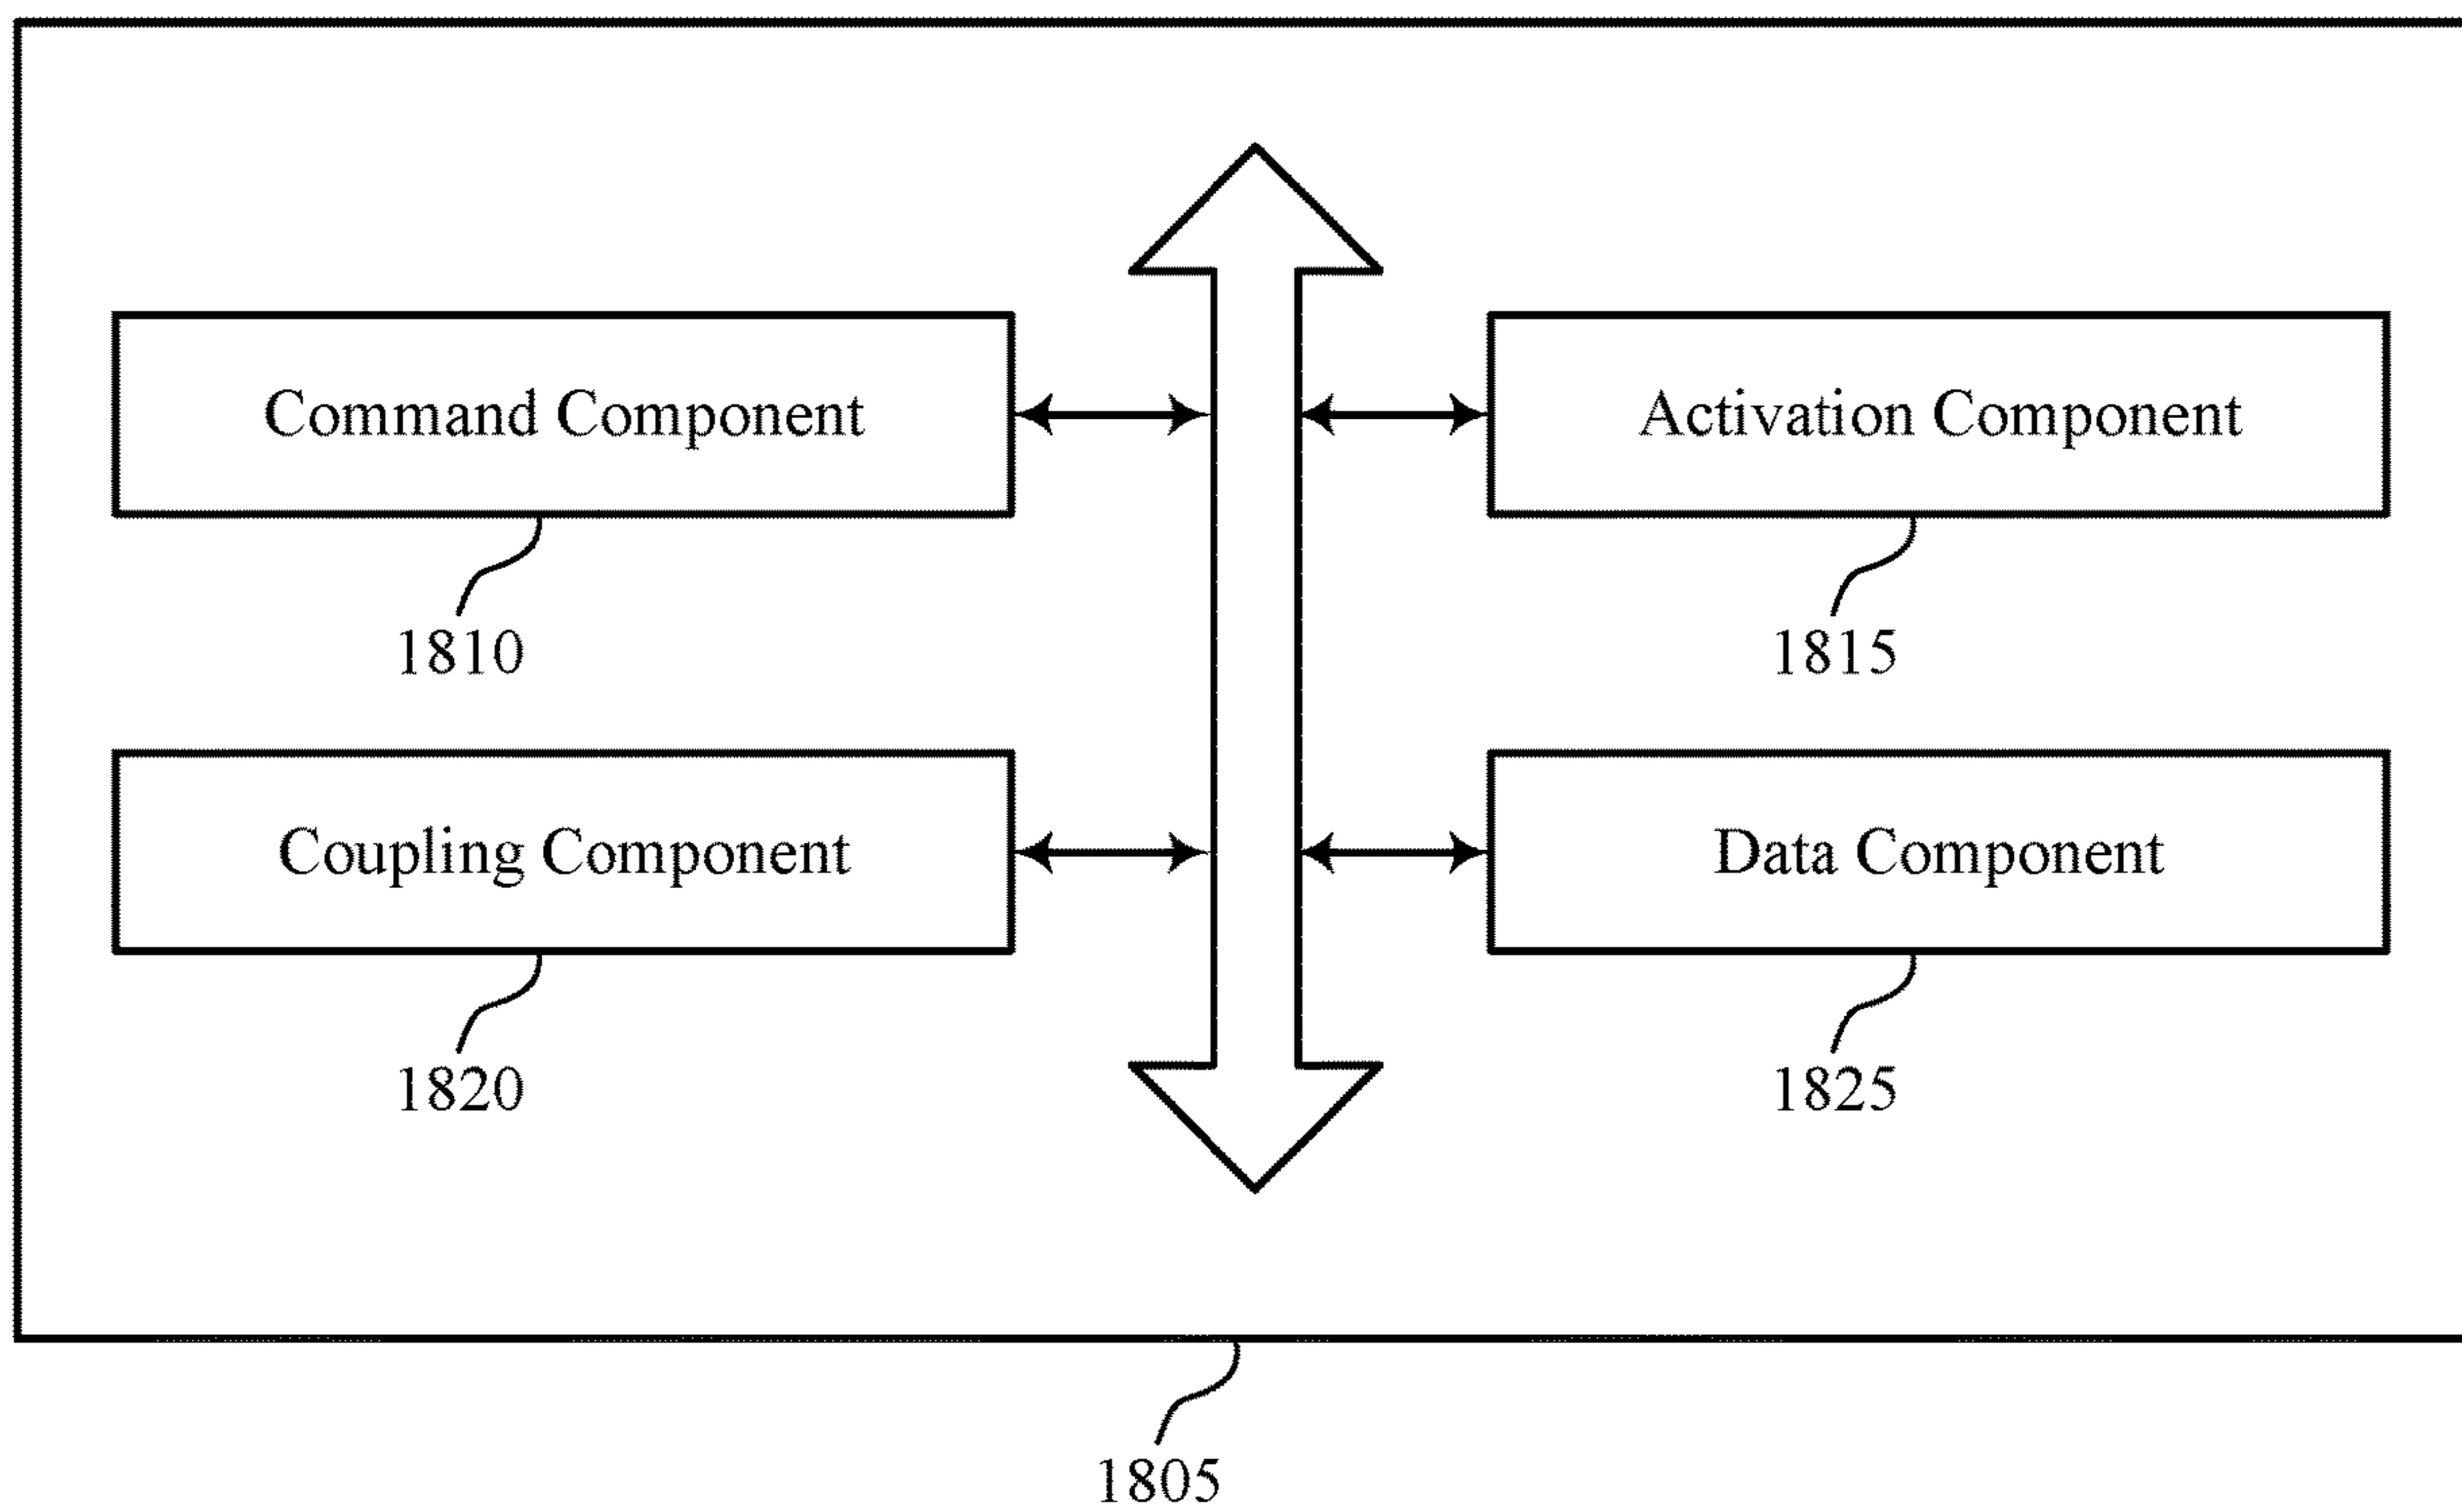 Command Component
Activation Component
1810
1815
Coupling Component
Data Component
1820
1825
1805